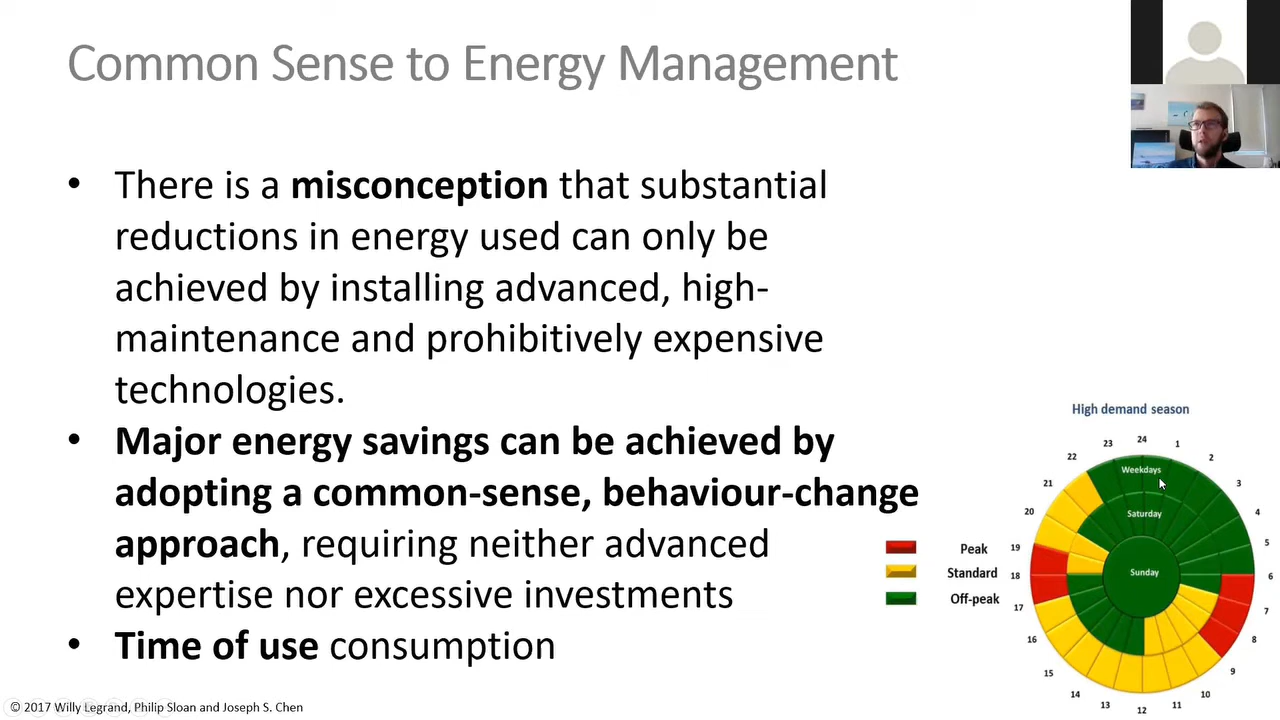 Common Sense to Energy Management
• There is a misconception that substantial
reductions in energy used can only be
achieved by installing advanced, high-
maintenance and prohibitively expensive
technologies.
• Major energy savings can be achieved by
adopting a common-sense, behaviour-change
approach, requiring neither advanced
expertise nor excessive investments
• Time of use consumption
High demand season
24
1
2
3
4
5
6
7
8
9
10
11
12
13
14
15
16
17
18
19
20
21
22
23
Weekdays
Saturday
Sunday
Peak
Standard
Off-peak
© 2017 Willy Legrand, Philip Sloan and Joseph S. Chen